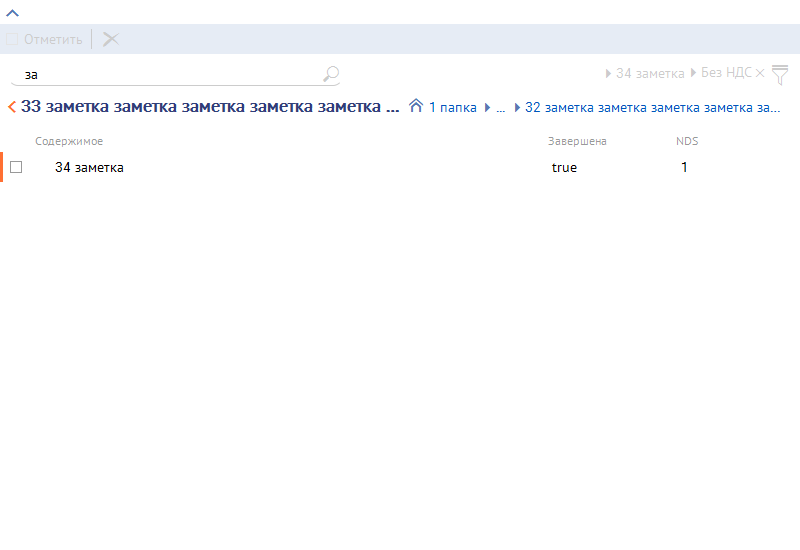 Отметить
за
34 заметка Без НДС
33 заметка заметка заметка заметка заметка ... 1 папка ... 32 заметка заметка заметка заметка за...
Содержимое Завершена NDS
34 заметка true 1